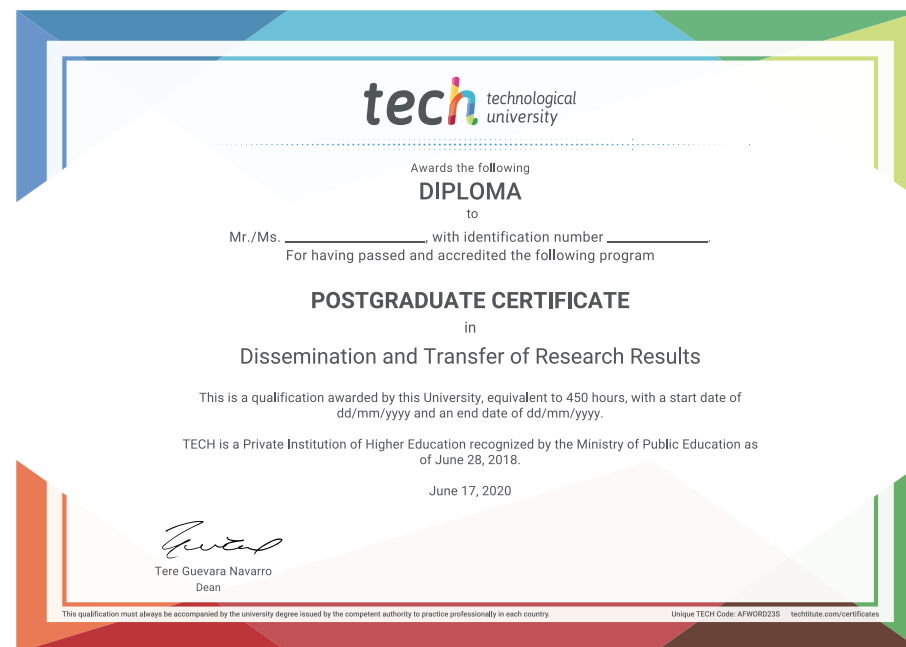 tech technological
university
Awards the following
DIPLOMA
to
Mr./Ms. ____________, with identification number ____________.
For having passed and accredited the following program
POSTGRADUATE CERTIFICATE
in
Dissemination and Transfer of Research Results
This is a qualification awarded by this University, equivalent to 450 hours, with a start date of
dd/mm/yyyy and an end date of dd/mm/yyyy.
TECH is a Private Institution of Higher Education recognized by the Ministry of Public Education as
of June 28, 2018.
June 17, 2020
Tere Guevara Navarro
Dean
This qualification must always be accompanied by the university degree issued by the competent authority to practice professionally in each country.
Unique TECH Code: AFWORD23S techtitute.com/certificates